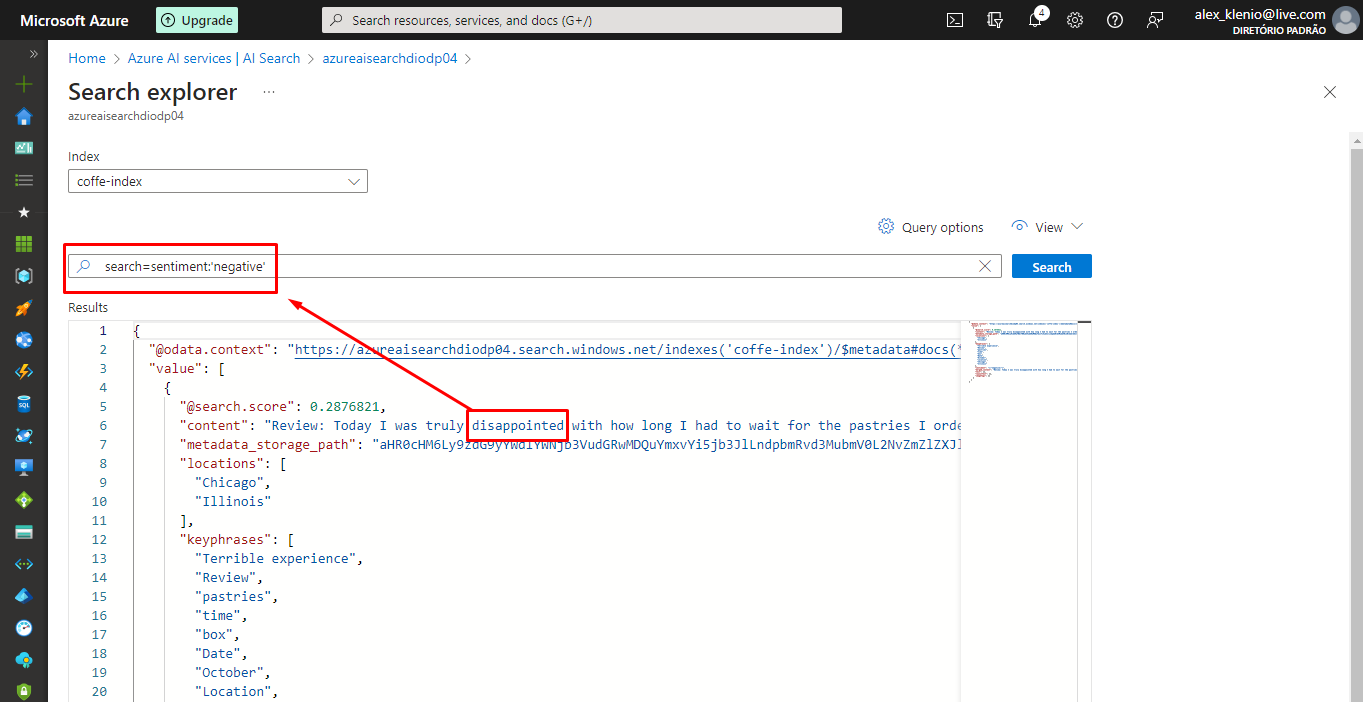 Microsoft Azure
Upgrade
Search resources, services, and docs (G+/)
4
alex_klenio@live.com
DIRETÓRIO PADRÃO
Home > Azure AI services | AI Search > azureaisearchdiodp04 >
Search explorer ...
azureaisearchdiodp04
Index
coffe-index
Query options
View
search=sentiment:'negative'
Search
Results
1 {
2 "@odata.context": "https://azureaisearchdiodp04.search.windows.net/indexes('coffe-index')/$metadata#docs(*
3 "value": [
4 {
5 "@search.score": 0.2876821,
6 "content": "Review: Today I was truly disappointed with how long I had to wait for the pastries I orde
7 "metadata_storage_path":
8 "locations": [
9 "Chicago",
10 "Illinois"
11 ],
12 "keyphrases": [
13 "Terrible experience",
14 "Review",
15 "pastries",
16 "time",
17 "box",
18 "Date",
19 "October",
20 "Location",
SQL